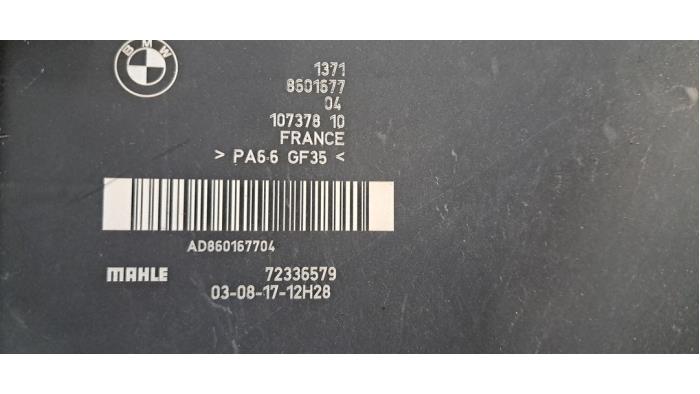 BMW
1371
8601677
04
107378 10
FRANCE
> PA6-6 GF35 <
AD860167704
MAHLE 72336579
03-08-17-12H28